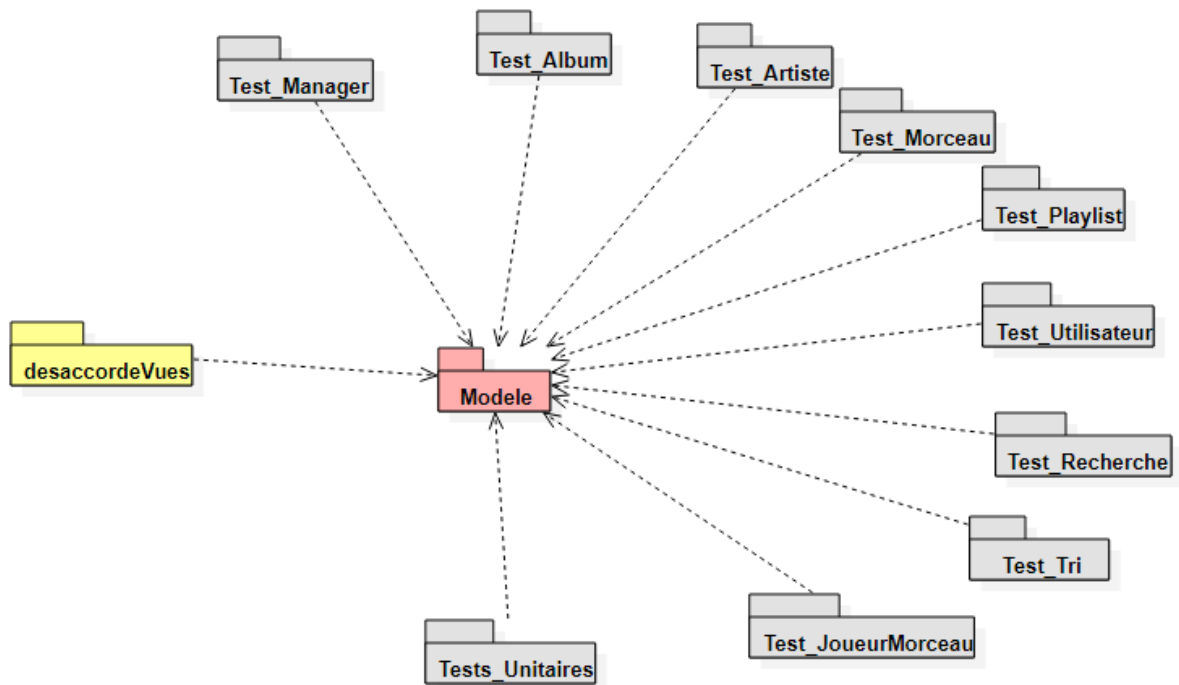 Test_Album
Test_Artiste
Test_Manager
Test_Morceau
Test_Playlist
Test_Utilisateur
desaccordeVues
Modele
Test_Recherche
Test_Tri
Test_JoueurMorceau
Tests_Unitaires